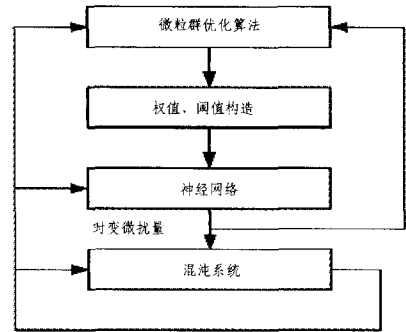 微粒群优化算法
权值、阈值构造
神经网络
时变微扰量
混沌系统